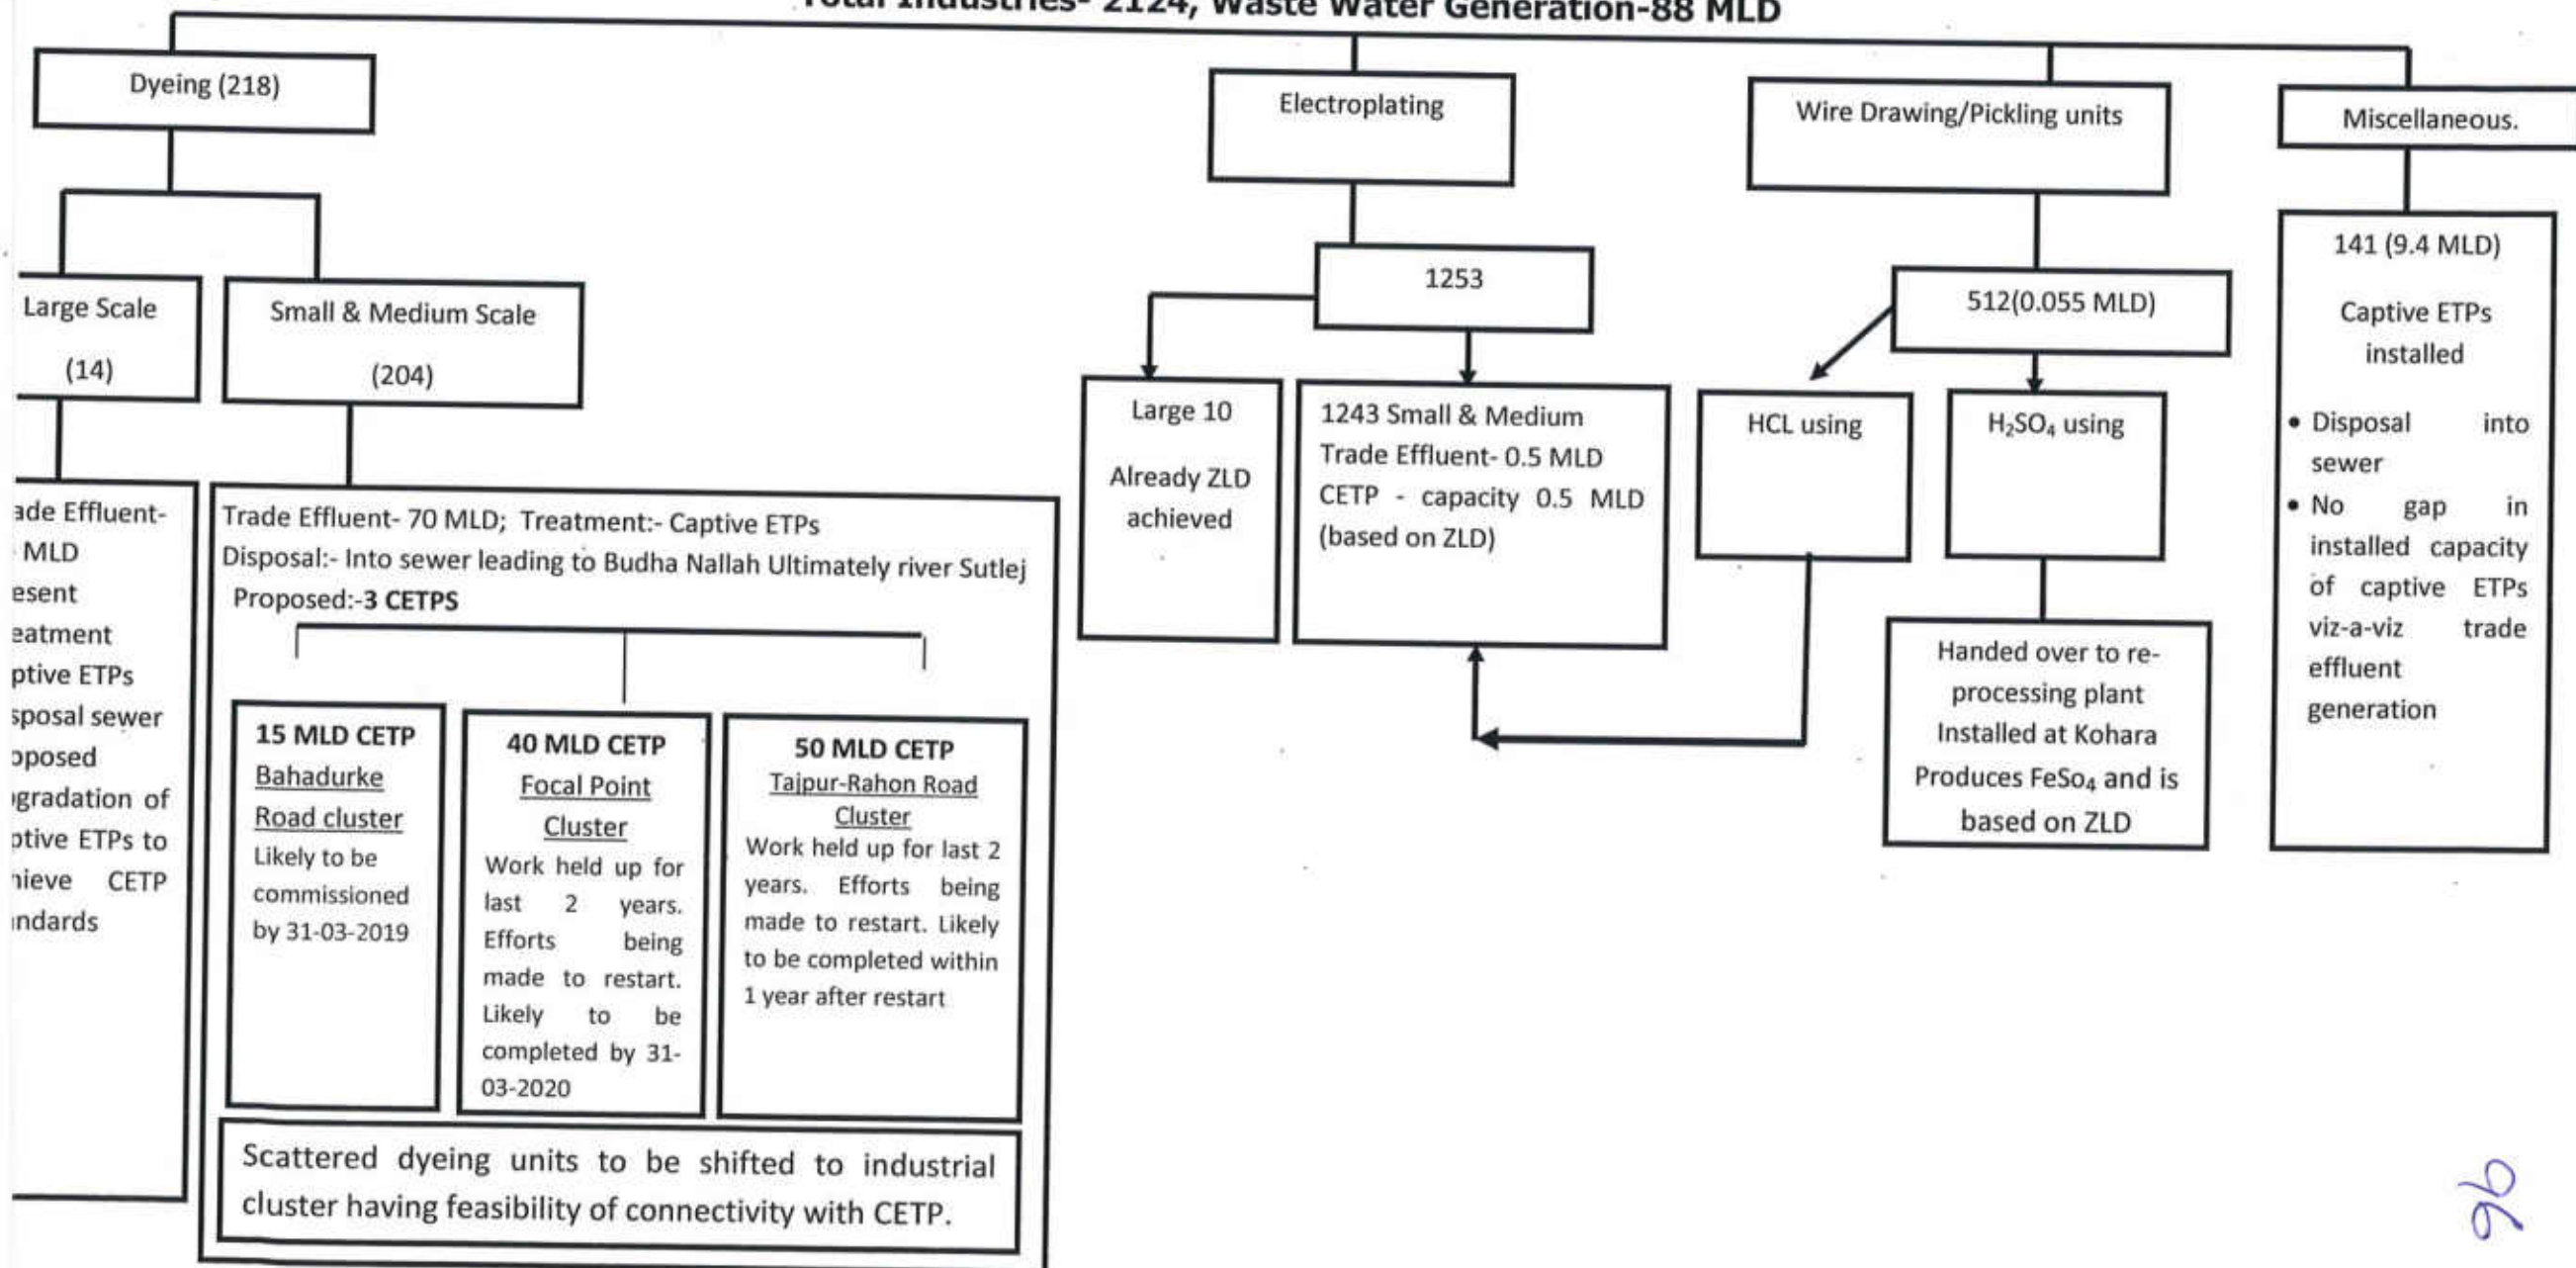 Total Industries- 2124, Waste Water Generation-88 MLD
Dyeing (218)
Large Scale
(14)
ade Effluent-
MLD
esent
eatment
ptive ETPs
sposal sewer
oposed
gradation of
ptive ETPs to
hieve CETP
ndards
Small & Medium Scale
(204)
Trade Effluent- 70 MLD; Treatment:- Captive ETPs
Disposal:- Into sewer leading to Budha Nallah Ultimately river Sutlej
Proposed:-3 CETPS
15 MLD CETP
Bahadurke
Road cluster
Likely to be
commissioned
by 31-03-2019
40 MLD CETP
Focal Point
Cluster
Work held up for
last 2 years.
Efforts being
made to restart.
Likely to be
completed by 31-
03-2020
50 MLD CETP
Tajpur-Rahon Road
Cluster
Work held up for last 2
years. Efforts being
made to restart. Likely
to be completed within
1 year after restart
Scattered dyeing units to be shifted to industrial
cluster having feasibility of connectivity with CETP.
Electroplating
1253
Large 10
Already ZLD
achieved
1243 Small & Medium
Trade Effluent- 0.5 MLD
CETP - capacity 0.5 MLD
(based on ZLD)
Wire Drawing/Pickling units
512(0.055 MLD)
HCL using
H₂SO₄ using
Handed over to re-
processing plant
Installed at Kohara
Produces FeSo₄ and is
based on ZLD
Miscellaneous.
141 (9.4 MLD)
Captive ETPs
installed
• Disposal into
sewer
• No gap in
installed capacity
of captive ETPs
viz-a-viz trade
effluent
generation
96